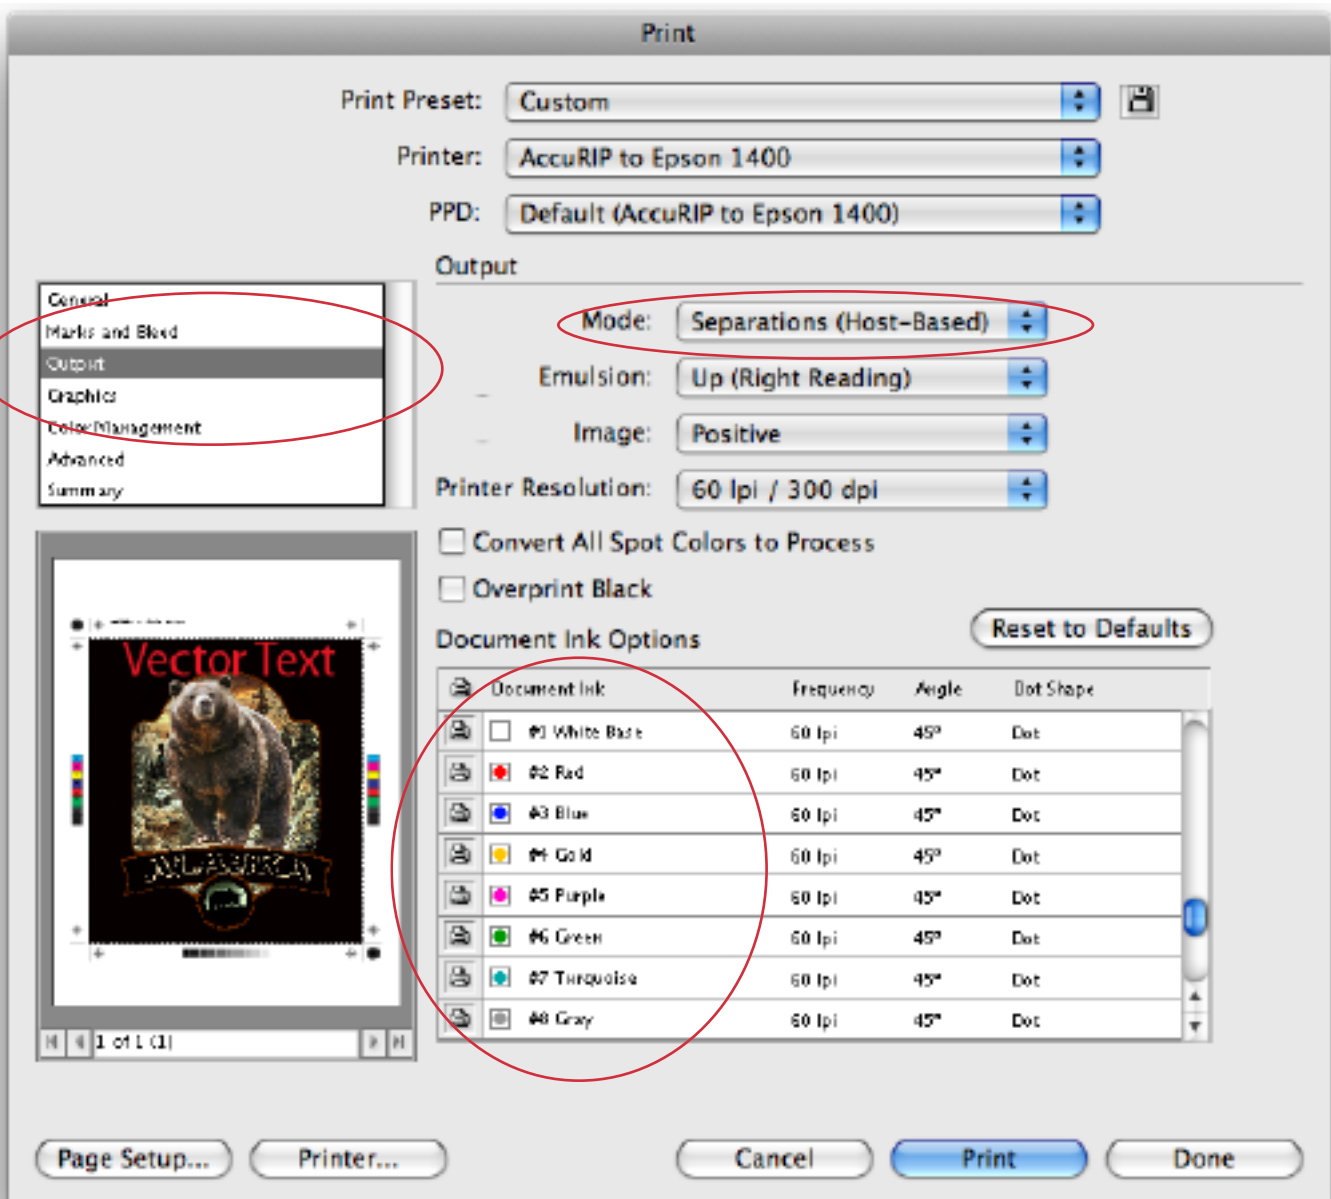 Print
Print Preset: Custom
Printer: AccuRIP to Epson 1400
PPD: Default (AccuRIP to Epson 1400)
Output
General
Marks and Bleed
Output
Graphics
Color Management
Advanced
Summary
Mode: Separations (Host-Based)
Emulsion: Up (Right Reading)
Image: Positive
Printer Resolution: 60 lpi / 300 dpi
Convert All Spot Colors to Process
Overprint Black
Document Ink Options
Reset to Defaults
Document Ink Frequency Angle Dot Shape
#1 White Base 60 lpi 45° Dot
#2 Red 60 lpi 45° Dot
#3 Blue 60 lpi 45° Dot
#4 Gold 60 lpi 45° Dot
#5 Purple 60 lpi 45° Dot
#6 Green 60 lpi 45° Dot
#7 Turquoise 60 lpi 45° Dot
#8 Gray 60 lpi 45° Dot
Vector Text
ALASKA
1 of 1 (1)
Page Setup... Printer... Cancel Print Done